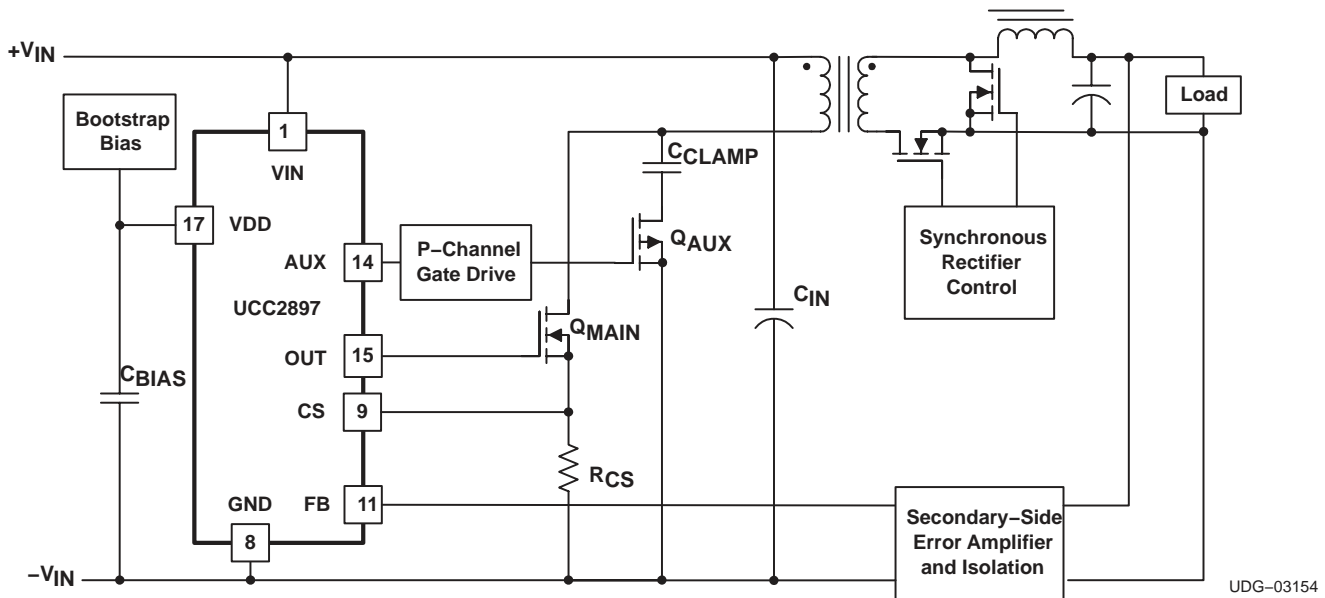 +VIN
Bootstrap
Bias
1
VIN
17
VDD
AUX
14
P−Channel
Gate Drive
UCC2897
OUT
15
CS
9
GND
FB
11
8
CBIAS
−VIN
CCLAMP
QAUX
QMAIN
RCS
CIN
Synchronous
Rectifier
Control
Load
Secondary−Side
Error Amplifier
and Isolation
UDG−03154